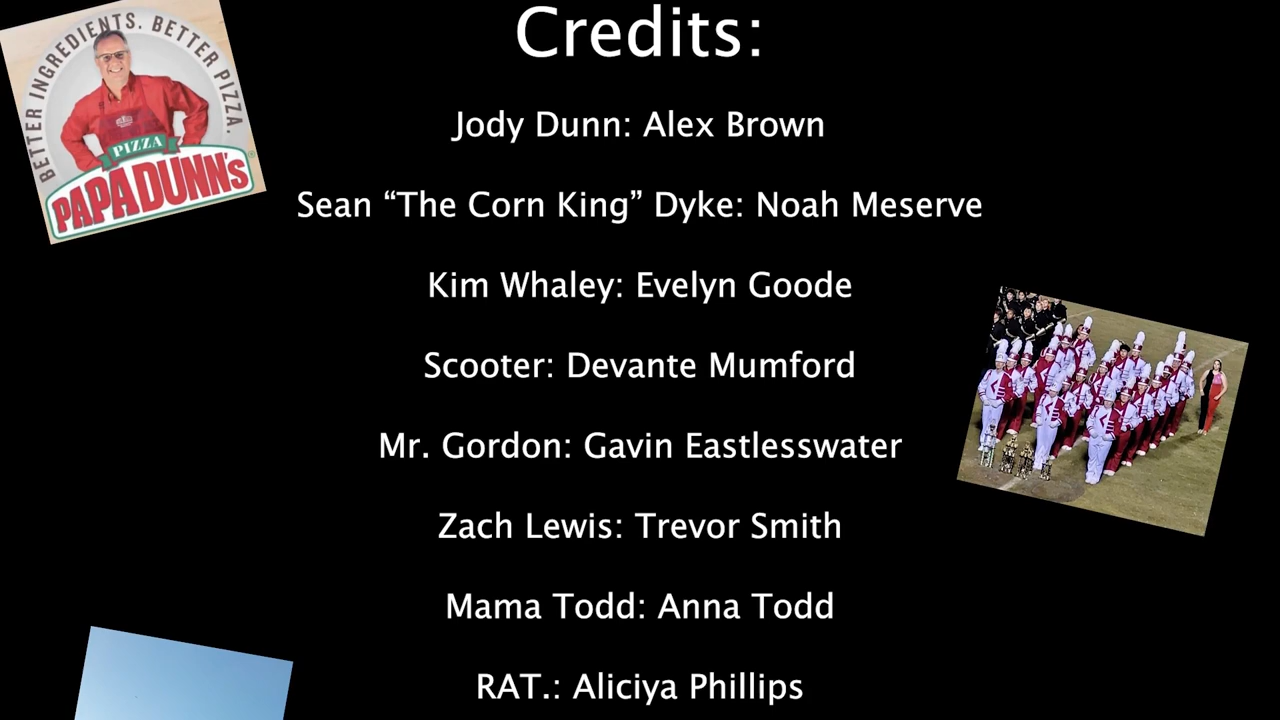 Credits:
BETTER INGREDIENTS. BETTER PIZZA.
PIZZA
PAPA DUNN's
Jody Dunn: Alex Brown
Sean “The Corn King” Dyke: Noah Meserve
Kim Whaley: Evelyn Goode
Scooter: Devante Mumford
Mr. Gordon: Gavin Eastlesswater
Zach Lewis: Trevor Smith
Mama Todd: Anna Todd
RAT.: Aliciya Phillips